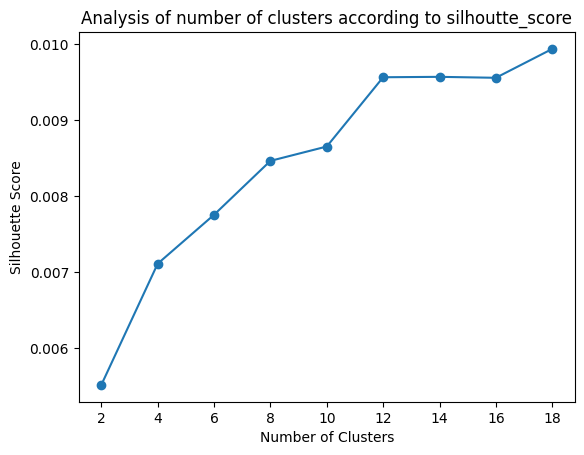 Analysis of number of clusters according to silhoutte_score
0.010
0.009
0.008
0.007
0.006
Silhouette Score
2 4 6 8 10 12 14 16 18
Number of Clusters